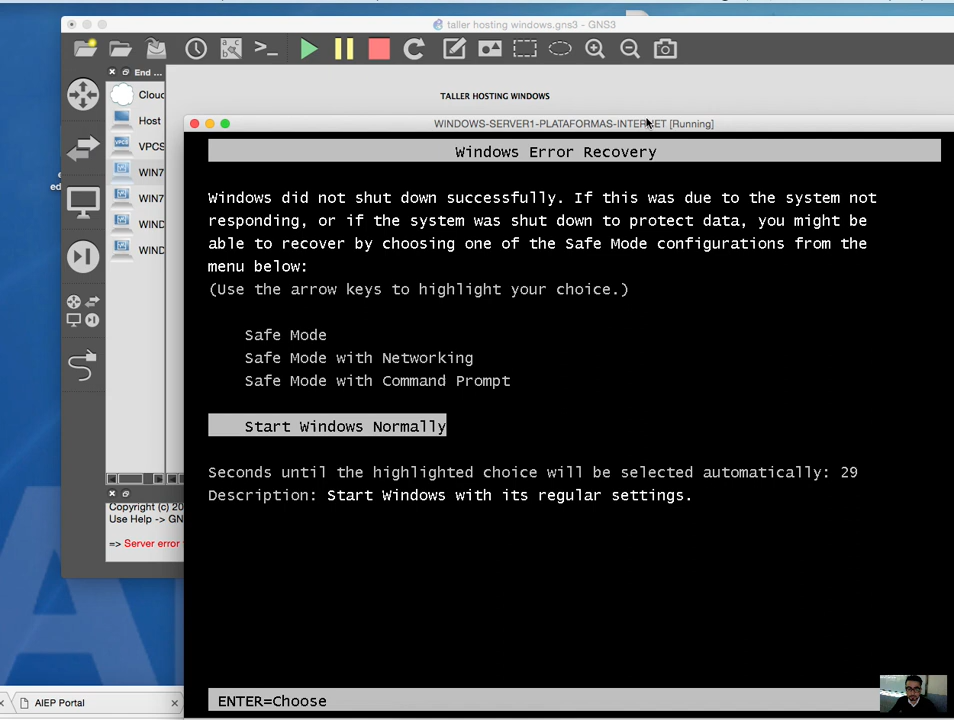 taller hosting windows.gns3 - GNS3
End ...
TALLER HOSTING WINDOWS
Cloud
Host
VPCS
WIN7
WIN7
WIND
WIND
WINDOWS-SERVER1-PLATAFORMAS-INTERNET [Running]
Windows Error Recovery
Windows did not shut down successfully. If this was due to the system not
responding, or if the system was shut down to protect data, you might be
able to recover by choosing one of the Safe Mode configurations from the
menu below:
(Use the arrow keys to highlight your choice.)
Safe Mode
Safe Mode with Networking
Safe Mode with Command Prompt
Start Windows Normally
Seconds until the highlighted choice will be selected automatically: 29
Description: Start Windows with its regular settings.
Copyright (c) 20
Use Help -> GN
=> Server error
ENTER=Choose
AIEP Portal